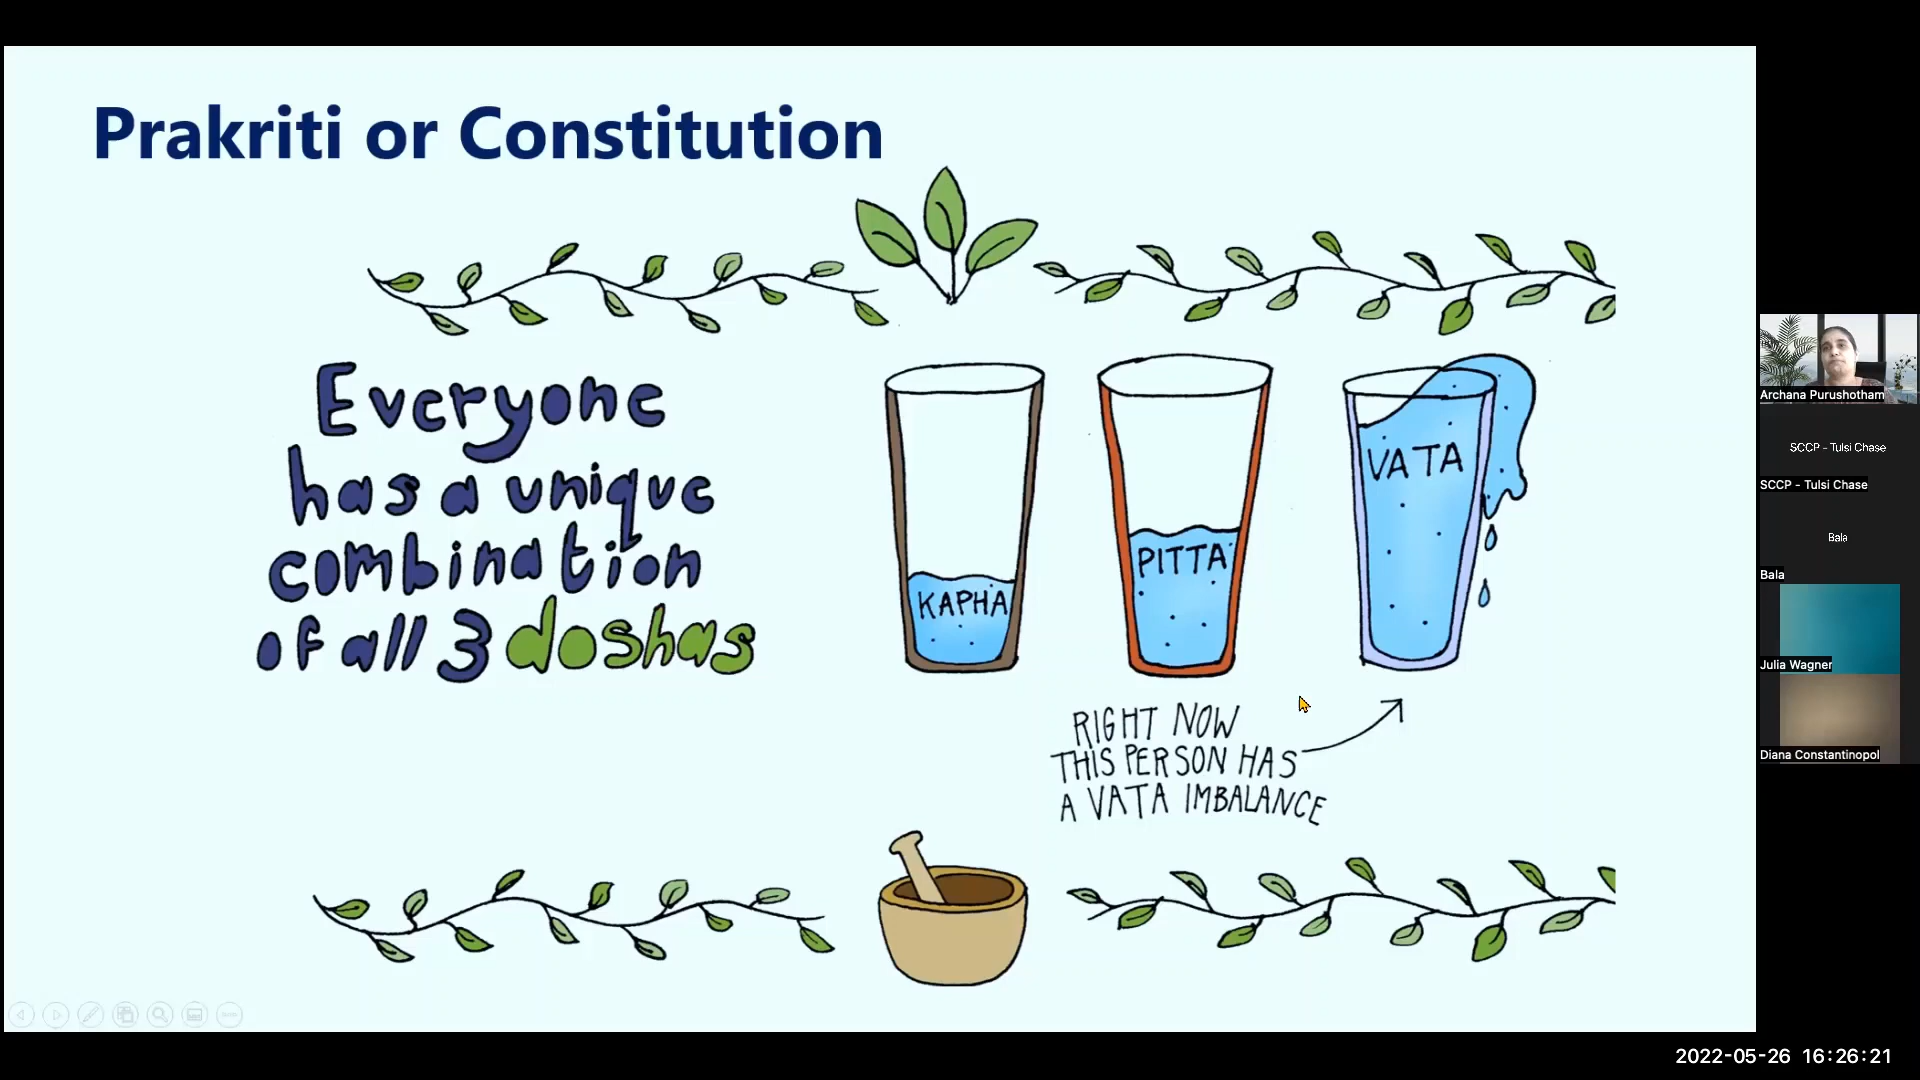 Prakriti or Constitution
Everyone
has a unique
combination
of all 3 doshas
KAPHA
PITTA
VATA
RIGHT NOW
THIS PERSON HAS
A VATA IMBALANCE
Archana Purushotham
SCCP - Tulsi Chase
SCCP - Tulsi Chase
Bala
Bala
Julia Wagner
Diana Constantinopol
2022-05-26 16:26:21